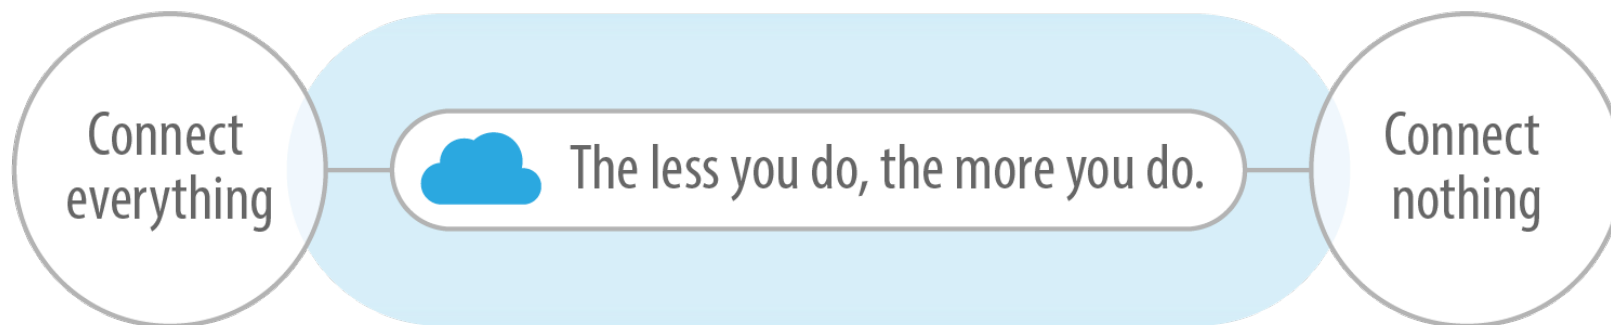 Connect
everything
The less you do, the more you do.
Connect
nothing